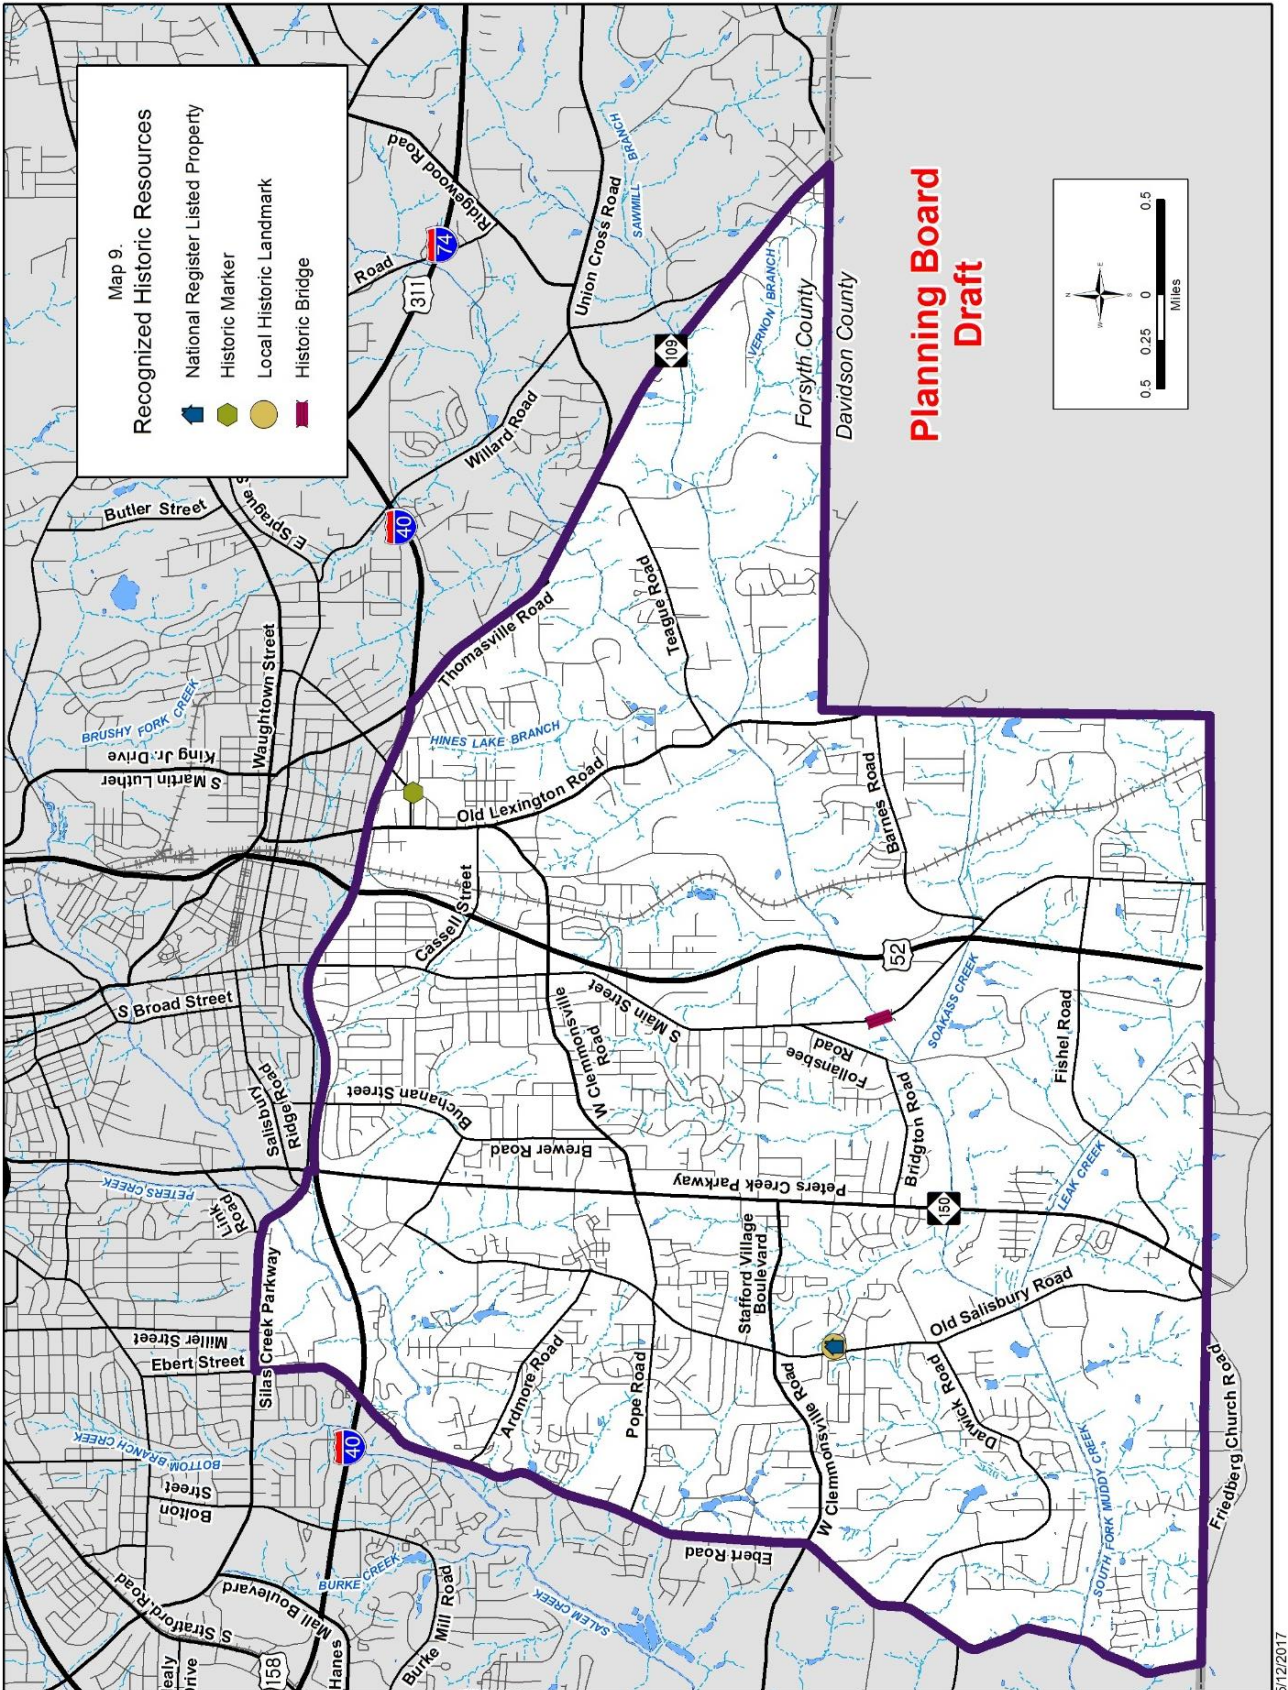 Map 9.
Recognized Historic Resources
National Register Listed Property
Historic Marker
Local Historic Landmark
Historic Bridge
Planning Board
Draft
N
W
E
S
0.5
0.25
0
0.5
Miles
Forsyth County
Davidson County
Butler Street
E Sprague S
Road
Ridgewood Road
74
311
40
Willard Road
Union Cross Road
SAWMILL
BRANCH
109
VERNON BRANCH
Teague Road
Thomasville Road
HINES LAKE BRANCH
BRUSHY FORK CREEK
S Martin Luther
King Jr. Drive
Waughtown Street
Old Lexington Road
Barnes Road
Cassell Street
52
SOAKASS CREEK
S Main Street
W Clemmonsville
Road
Follansbee
Road
Fishel Road
S Broad Street
Salisbury
Ridge Road
Buchanan Street
Brewer Road
Bridgton Road
Peters Creek Parkway
150
LEAK CREEK
PETERS CREEK
Link
Road
Silas Creek Parkway
Miller Street
Ebert Street
Stafford Village
Boulevard
Old Salisbury Road
Ardmore Road
Pope Road
W Clemmonsville Road
Darwick Road
SOUTH FORK MUDDY CREEK
Friedberg Church Road
40
BOTTOM BRANCH CREEK
Bolton
Street
BURKE CREEK
Burke Mill Road
Ebert Road
SALEM CREEK
S Stratford Road
Hanes
Mall Boulevard
158
ealy
Drive
5/12/2017